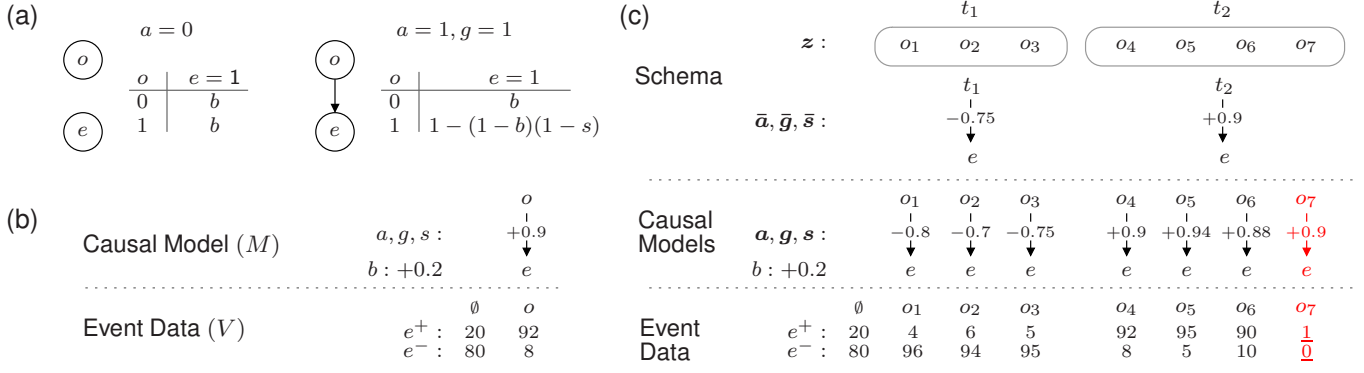 (a)
a = 0
o
e
o e = 1
0 b
1 b
a = 1, g = 1
o
e
o e = 1
0 b
1 1−(1−b)(1−s)
(b)
Causal Model (M)
o
a, g, s : +0.9
b : +0.2 e
Event Data (V)
∅ o
e⁺ : 20 92
e⁻ : 80 8
(c)
t₁ t₂
z : o₁ o₂ o₃ o₄ o₅ o₆ o₇
Schema
t₁ t₂
ā, ḡ, s̄ : −0.75 +0.9
e e
Causal
Models
o₁ o₂ o₃ o₄ o₅ o₆ o₇
a, g, s : −0.8 −0.7 −0.75 +0.9 +0.94 +0.88 +0.9
b : +0.2 e e e e e e e
Event
Data
∅ o₁ o₂ o₃ o₄ o₅ o₆ o₇
e⁺ : 20 4 6 5 92 95 90 1
e⁻ : 80 96 94 95 8 5 10 0